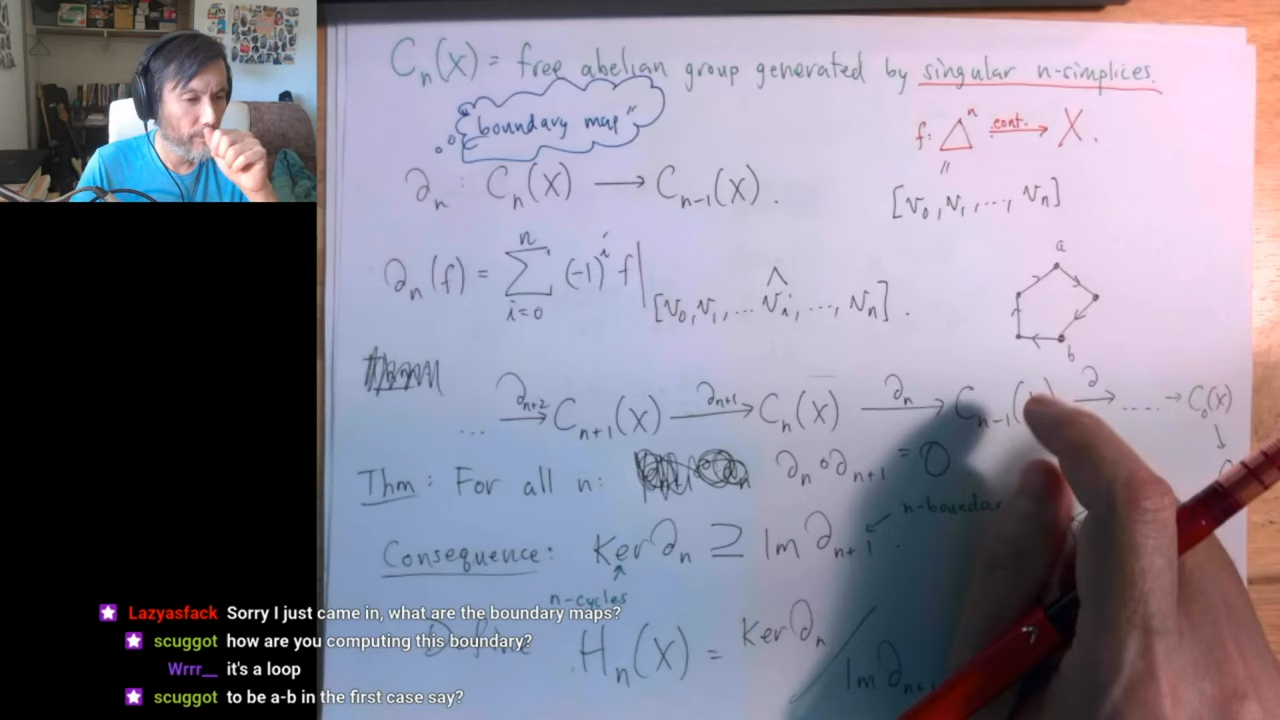 Cn(X) = free abelian group generated by singular n-simplices.
"boundary map"
f: Δ^n cont. → X.
=
[v0, v1, ..., vn]
∂n : Cn(X) → Cn-1(X).
∂n(f) = Σ i=0 n (-1)^i f| [v0, v1, ... v̂i, ..., vn].
a
b
... ∂n+2 → Cn+1(X) ∂n+1 → Cn(X) ∂n → Cn-1( ∂ → .... → C0(X)
↓
Thm: For all n: ∂n ∘ ∂n+1 = 0
n-boundar
Consequence: Ker ∂n ⊇ Im ∂n+1.
n-cycles
Define Hn(X) = Ker ∂n / Im ∂n+1
Lazyasfack Sorry I just came in, what are the boundary maps?
scuggot how are you computing this boundary?
Wrrr__ it's a loop
scuggot to be a-b in the first case say?